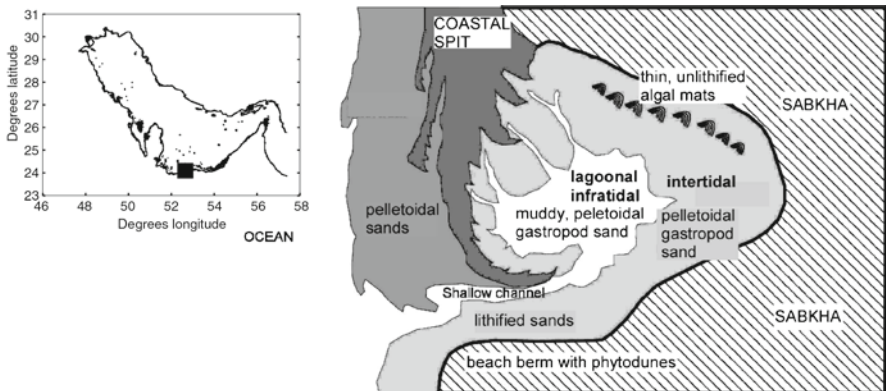 Degrees latitude
31
30
29
28
27
26
25
24
23
46
48
50
52
54
56
58
Degrees longitude
OCEAN
COASTAL
SPIT
thin, unlithified
algal mats
SABKHA
lagoonal
infratidal
muddy, peletoidal
gastropod sand
intertidal
pelletoidal
gastropod
sand
pelletoidal
sands
Shallow channel
lithified sands
SABKHA
beach berm with phytodunes